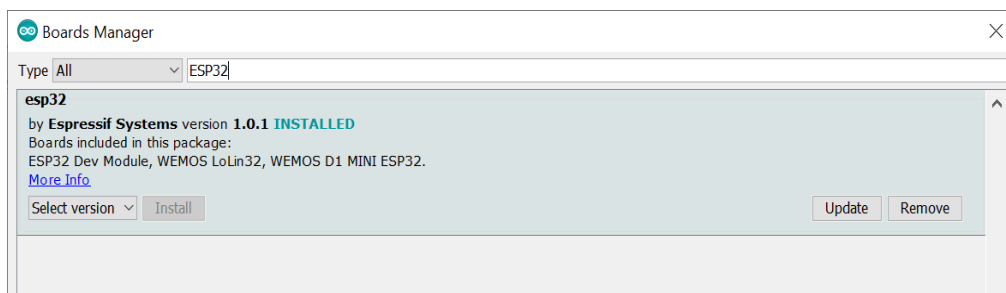 Boards Manager
Type All ESP32
esp32
by Espressif Systems version 1.0.1 INSTALLED
Boards included in this package:
ESP32 Dev Module, WEMOS LoLin32, WEMOS D1 MINI ESP32.
More Info
Select version Install Update Remove